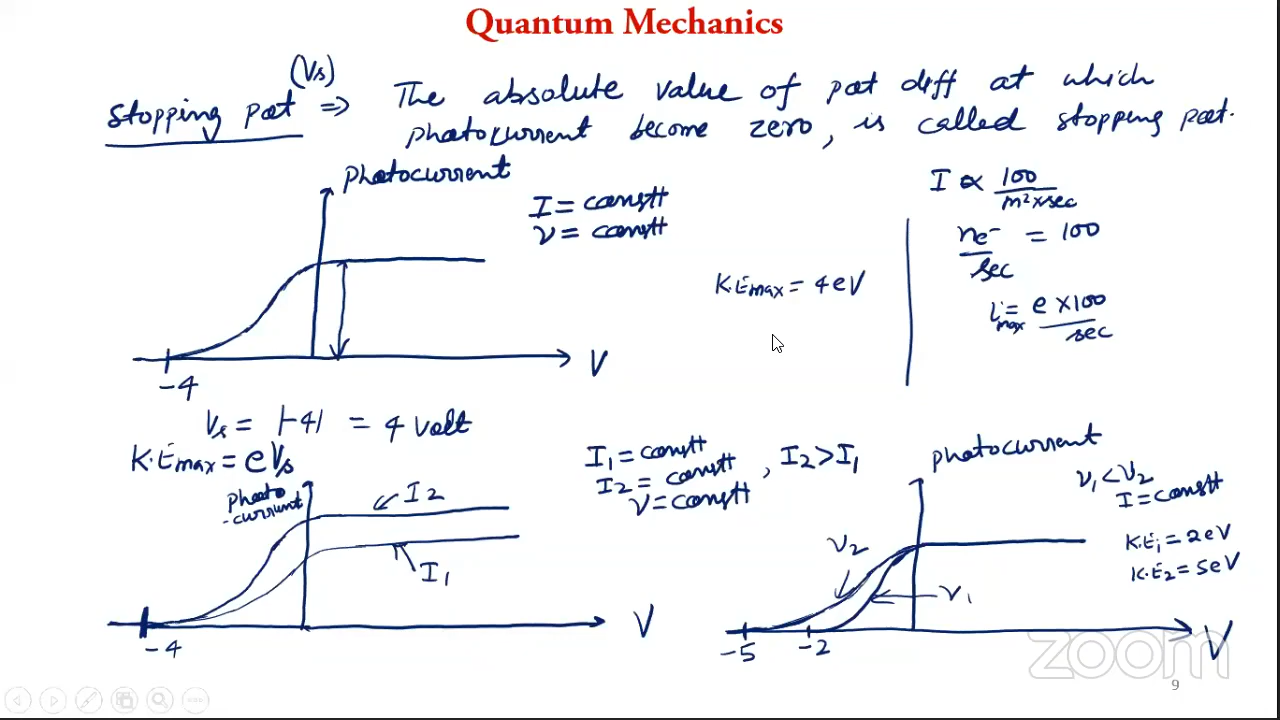 Quantum Mechanics
(Vs)
Stopping pot ⇒ The absolute value of pot diff at which
photocurrent become zero, is called stopping pot.
photocurrent
I = constt
ν = constt
K.Emax = 4eV
I ∝ 100/m²×sec
ne-/sec = 100
imax = e×100/sec
-4
V
Vs = |-4| = 4 volt
K.Emax = eVs
photo
-current
I2
I1
-4
V
I1 = constt
I2 = constt, I2>I1
ν = constt
photocurrent
ν1<ν2
I = constt
K.E1 = 2eV
K.E2 = 5eV
ν2
ν1
-5
-2
V
zoom
9